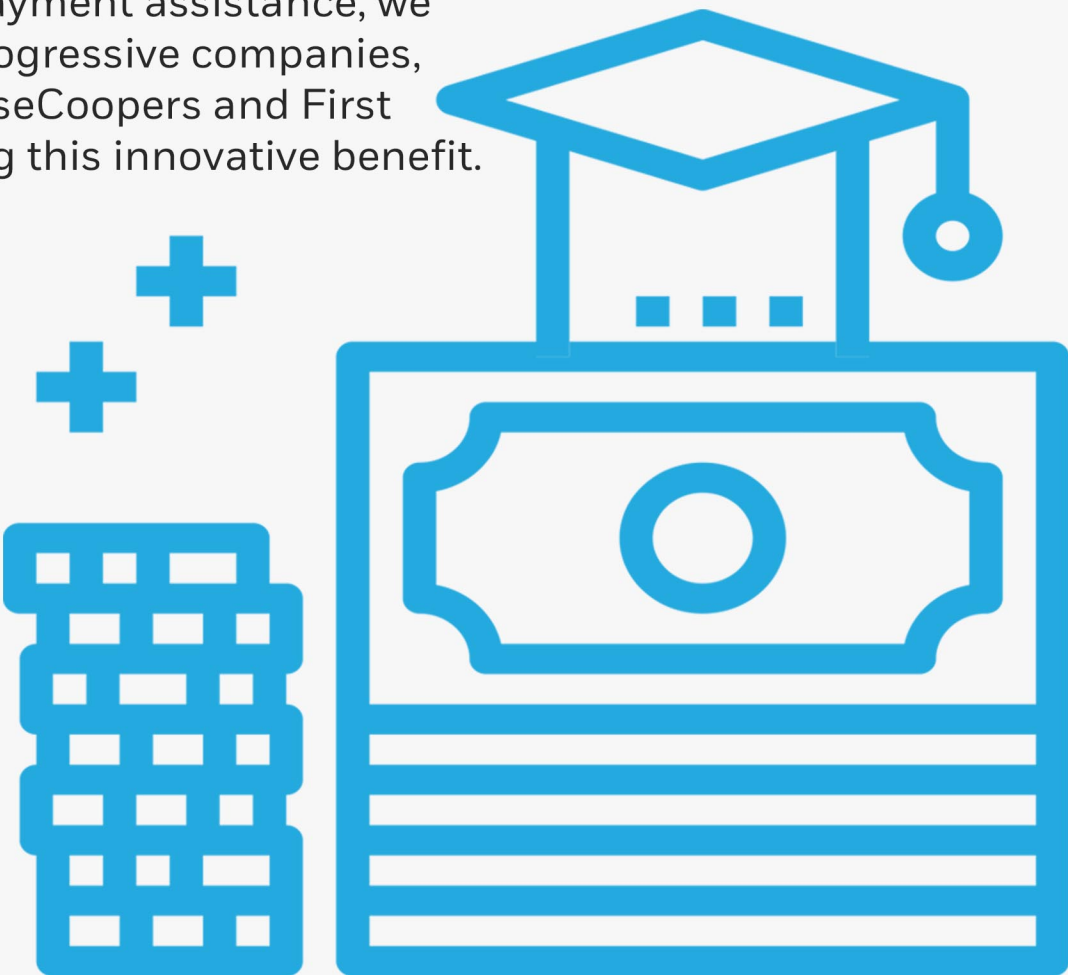 yment assistance, we
ogressive companies,
seCoopers and First
g this innovative benefit.